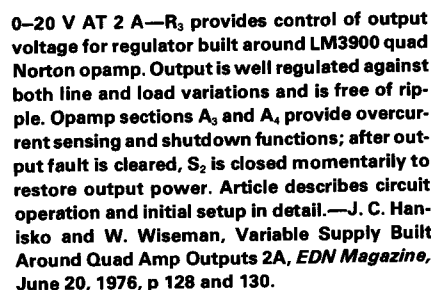 0–20 V AT 2 A—R₃ provides control of output
voltage for regulator built around LM3900 quad
Norton opamp. Output is well regulated against
both line and load variations and is free of rip-
ple. Opamp sections A₃ and A₄ provide overcur-
rent sensing and shutdown functions; after out-
put fault is cleared, S₂ is closed momentarily to
restore output power. Article describes circuit
operation and initial setup in detail.—J. C. Han-
isko and W. Wiseman, Variable Supply Built
Around Quad Amp Outputs 2A, EDN Magazine,
June 20, 1976, p 128 and 130.